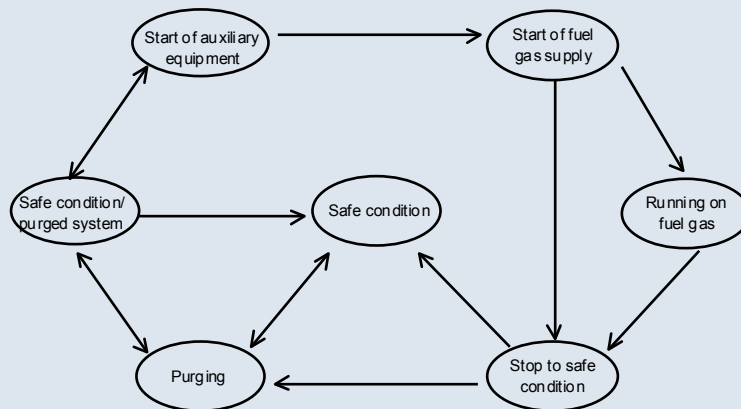 Start of auxiliary
equipment
Start of fuel
gas supply
Safe condition/
purged system
Safe condition
Running on
fuel gas
Purging
Stop to safe
condition